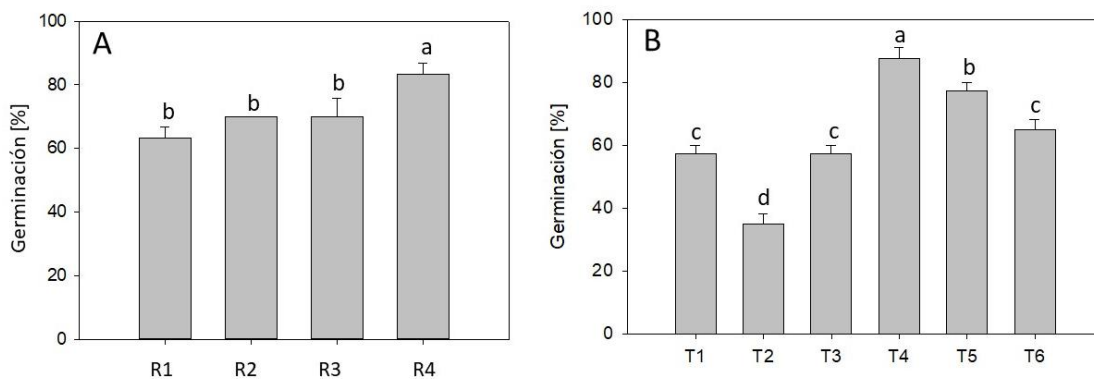 A
Germinación [%]
100
80
60
40
20
0
b
b
b
a
R1 R2 R3 R4
B
Germinación [%]
100
80
60
40
20
0
c
d
c
a
b
c
T1 T2 T3 T4 T5 T6